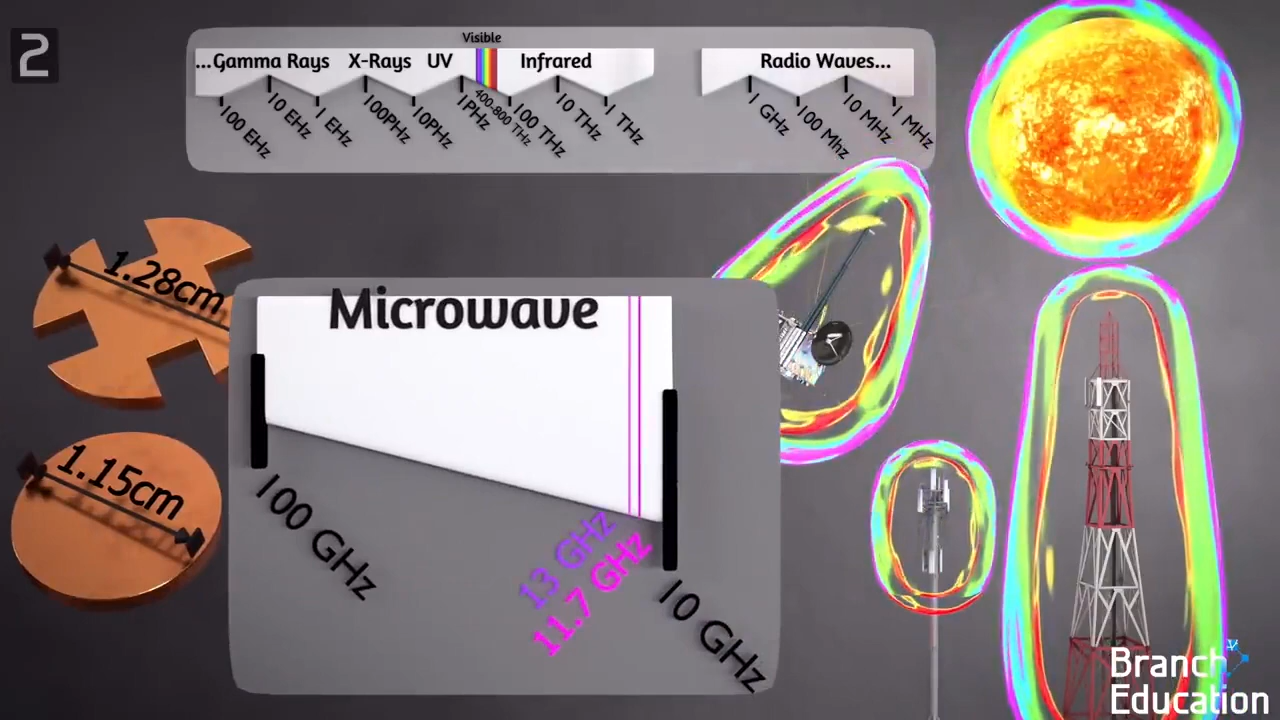 2
Visible
...Gamma Rays X-Rays UV Infrared Radio Waves...
100 EHz 10 EHz 1 EHz 100PHz 10PHz 1PHz 400-800 THz 100 THz 10 THz 1 THz 1 GHz 100 Mhz 10 MHz 1 MHz
1.28cm
1.15cm
Microwave
100 GHz
13 GHz
11.7 GHz
10 GHz
Branch
Education